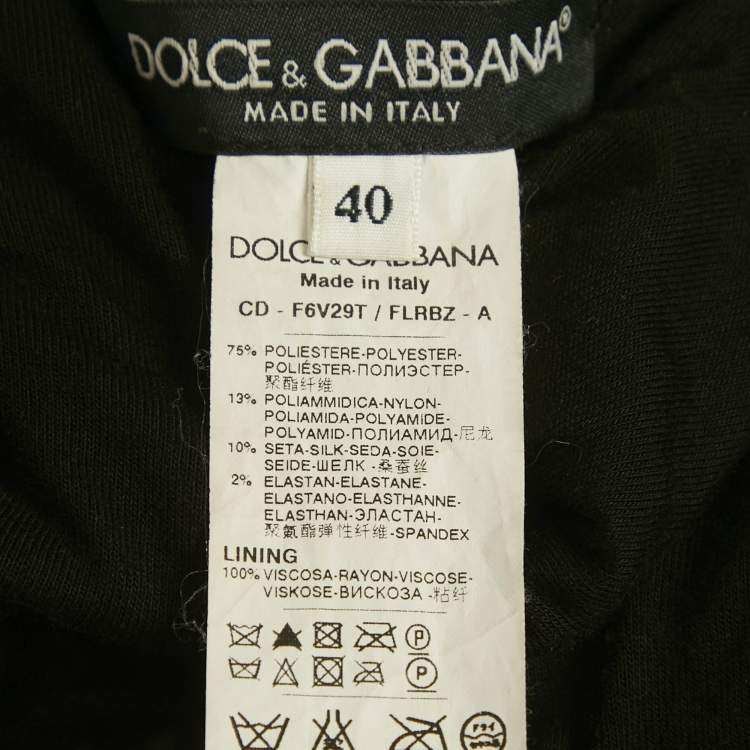 DOLCE & GABBANA®
MADE IN ITALY
40
DOLCE & GABBANA
Made in Italy
CD - F6V29T / FLRBZ - A
75% POLIESTERE-POLYESTER-
POLIÉSTER-ПОЛИЭСТЕР-
聚酯纤维
13% POLIAMMIDICA-NYLON-
POLIAMIDA-POLYAMIDE-
POLYAMID-ПОЛИАМИД-尼龙
10% SETA-SILK-SEDA-SOIE-
SEIDE-ШЕЛК-桑蚕丝
2% ELASTAN-ELASTANE-
ELASTANO-ELASTHANNE-
ELASTHAN-ЭЛАСТАН-
聚氨酯弹性纤维-SPANDEX
LINING
100% VISCOSA-RAYON-VISCOSE-
VISKOSE-ВИСКОЗА-粘纤
P
P
ドライ